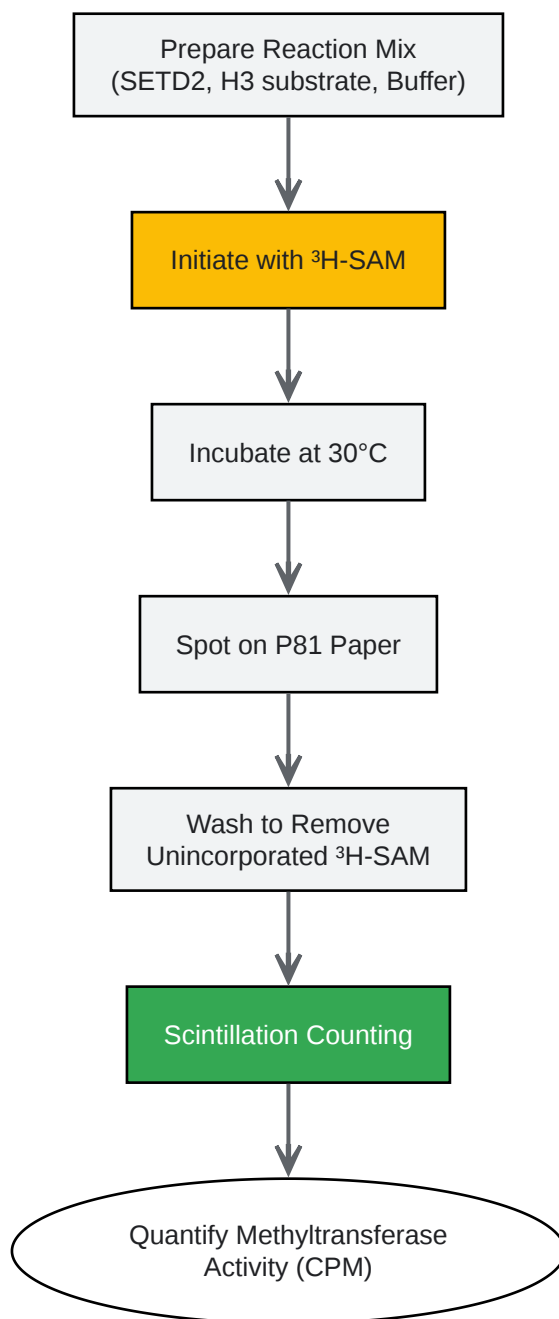 Prepare Reaction Mix
(SETD2, H3 substrate, Buffer)
Initiate with ³H-SAM
Incubate at 30°C
Spot on P81 Paper
Wash to Remove
Unincorporated ³H-SAM
Scintillation Counting
Quantify Methyltransferase
Activity (CPM)